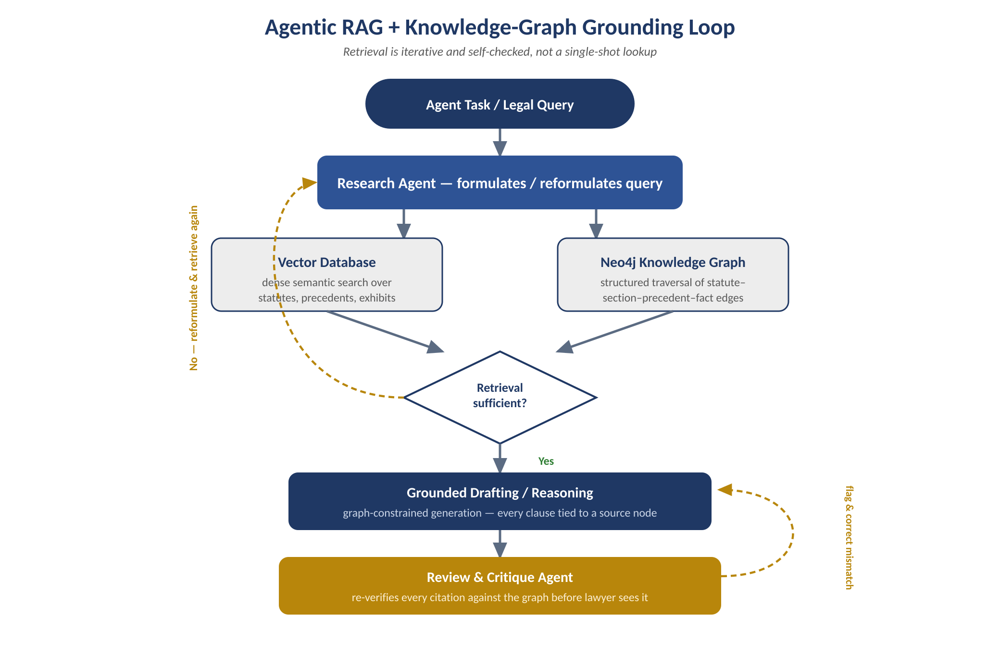 Agentic RAG + Knowledge-Graph Grounding Loop
Retrieval is iterative and self-checked, not a single-shot lookup
Agent Task / Legal Query
Research Agent — formulates / reformulates query
No — reformulate & retrieve again
Vector Database
dense semantic search over
statutes, precedents, exhibits
Neo4j Knowledge Graph
structured traversal of statute–
section–precedent–fact edges
Retrieval
sufficient?
Yes
Grounded Drafting / Reasoning
graph-constrained generation — every clause tied to a source node
flag & correct mismatch
Review & Critique Agent
re-verifies every citation against the graph before lawyer sees it